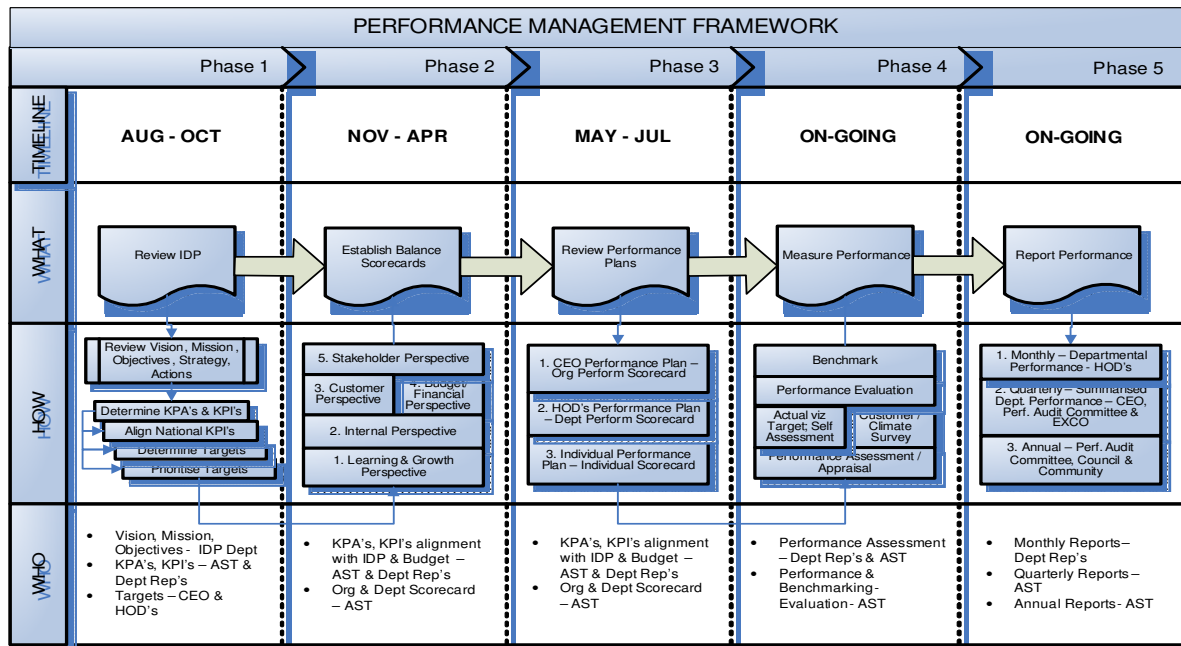 PERFORMANCE MANAGEMENT FRAMEWORK
Phase 1
Phase 2
Phase 3
Phase 4
Phase 5
TIMELINE
AUG - OCT
NOV - APR
MAY - JUL
ON-GOING
ON-GOING
WHAT
Review IDP
Establish Balance
Scorecards
Review Performance
Plans
Measure Performance
Report Performance
HOW
Review Vision, Mission,
Objectives, Strategy,
Actions
Determine KPA's & KPI's
Align National KPI's
Determine Targets
Prioritise Targets
5. Stakeholder Perspective
3. Customer
Perspective
4. Budget/
Financial
Perspective
2. Internal Perspective
1. Learning & Growth
Perspective
1. CEO Performance Plan –
Org Perform Scorecard
2. HOD's Performance Plan
- Dept Perform Scorecard
3. Individual Performance
Plan – Individual Scorecard
Benchmark
Performance Evaluation
Actual viz
Target; Self
Assessment
Customer /
Climate
Survey
Performance Assessment /
Appraisal
1. Monthly – Departmental
Performance - HOD's
2. Quarterly – Summarised
Dept. Performance – CEO,
Perf. Audit Committee &
EXCO
3. Annual – Perf. Audit
Committee, Council &
Community
WHO
• Vision, Mission,
Objectives - IDP Dept
• KPA's, KPI's – AST &
Dept Rep's
• Targets – CEO &
HOD's
• KPA's, KPI's alignment
with IDP & Budget –
AST & Dept Rep's
• Org & Dept Scorecard
– AST
• KPA's, KPI's alignment
with IDP & Budget –
AST & Dept Rep's
• Org & Dept Scorecard
– AST
• Performance Assessment
– Dept Rep's & AST
• Performance &
Benchmarking-
Evaluation- AST
• Monthly Reports–
Dept Rep's
• Quarterly Reports –
AST
• Annual Reports- AST